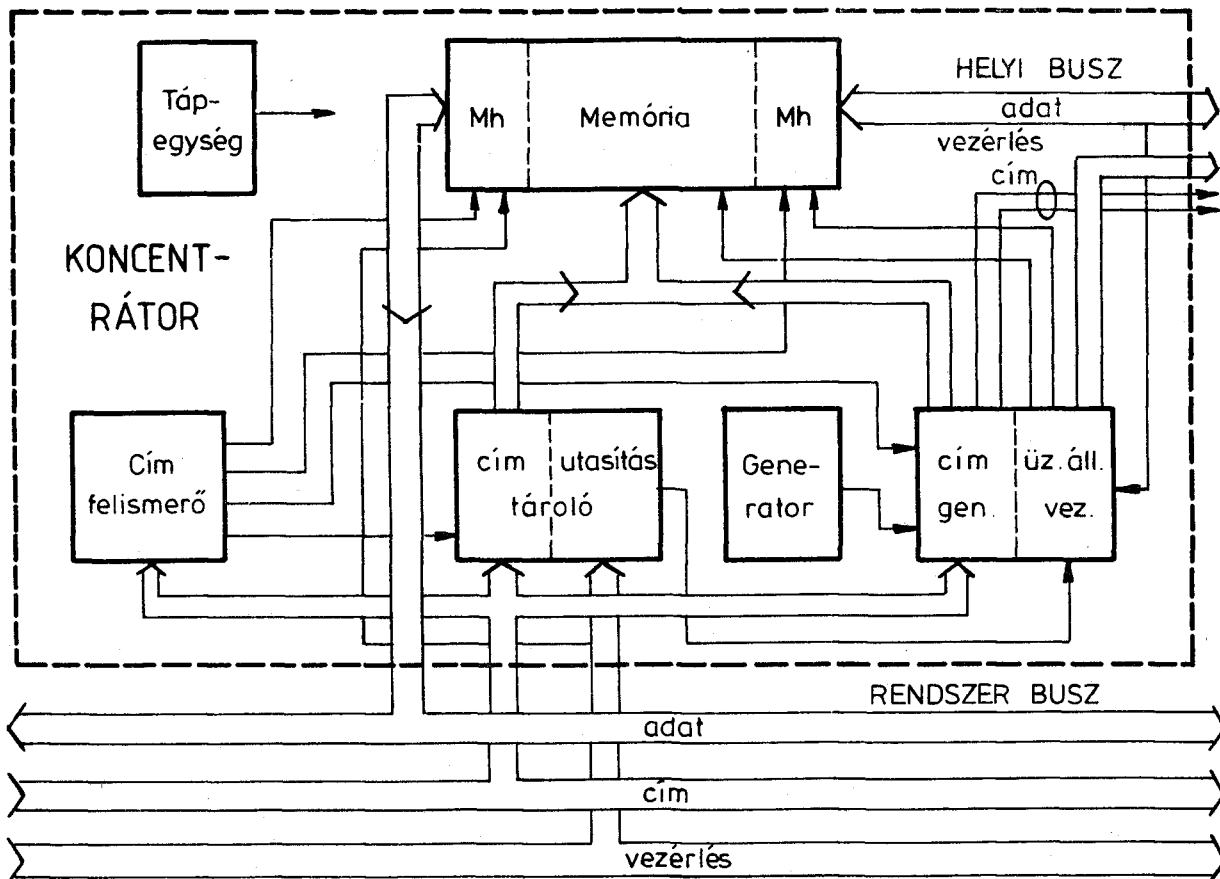 Táp-
egység
Mh
Memória
Mh
HELYI BUSZ
adat
vezérlés
cím
KONCENT-
RÁTOR
Cím
felismerő
cím
utasítás
tároló
Gene-
rator
cím
gen.
üz. áll.
vez.
RENDSZER BUSZ
adat
cím
vezérlés